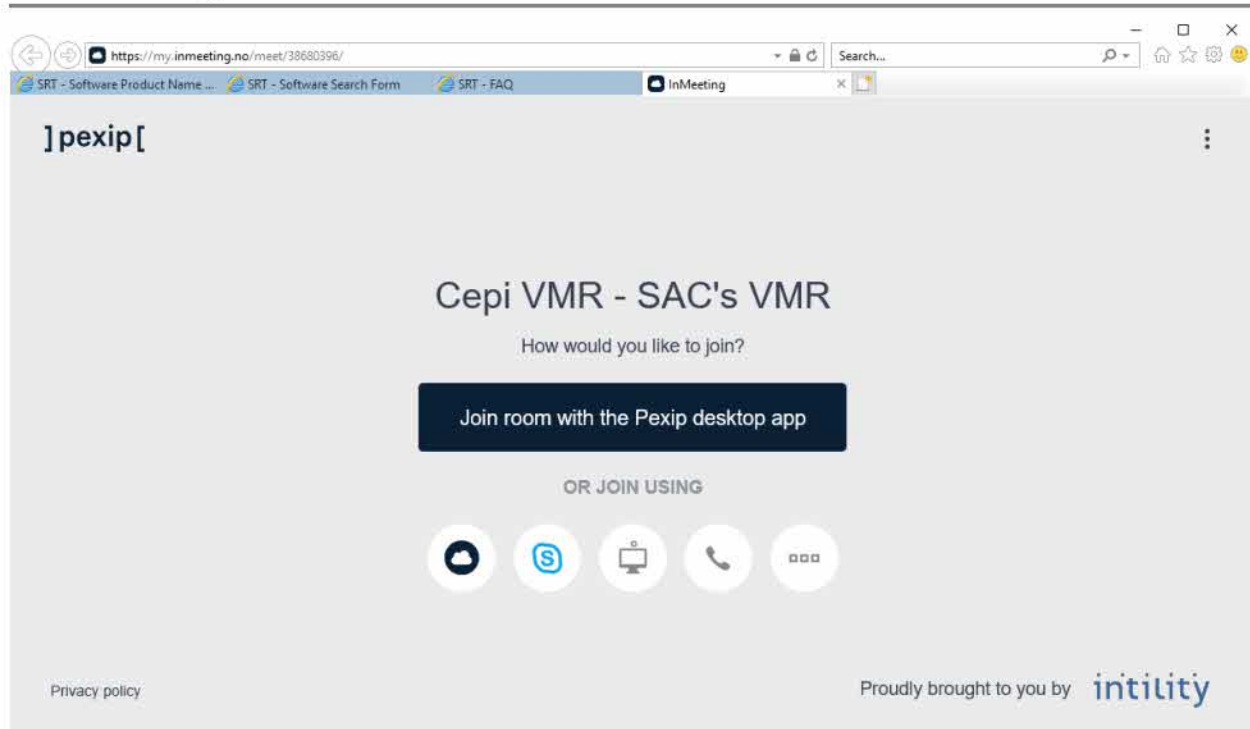 https://my.inmeeting.no/meet/38680396/
Search...
SRT - Software Product Name ...
SRT - Software Search Form
SRT - FAQ
InMeeting
]pexip[
Cepi VMR - SAC's VMR
How would you like to join?
Join room with the Pexip desktop app
OR JOIN USING
S
Privacy policy
Proudly brought to you by intility